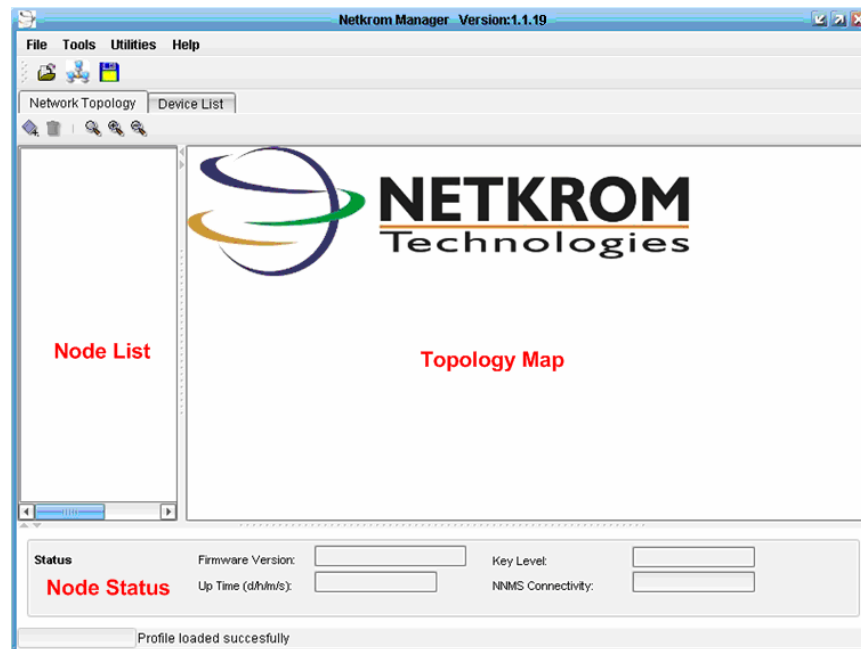 Netkrom Manager Version:1.1.19
File Tools Utilities Help
Network Topology Device List
NETKROM
Technologies
Node List
Topology Map
Status Firmware Version: Key Level:
Node Status Up Time (d/h/m/s): NNMS Connectivity:
Profile loaded succesfully